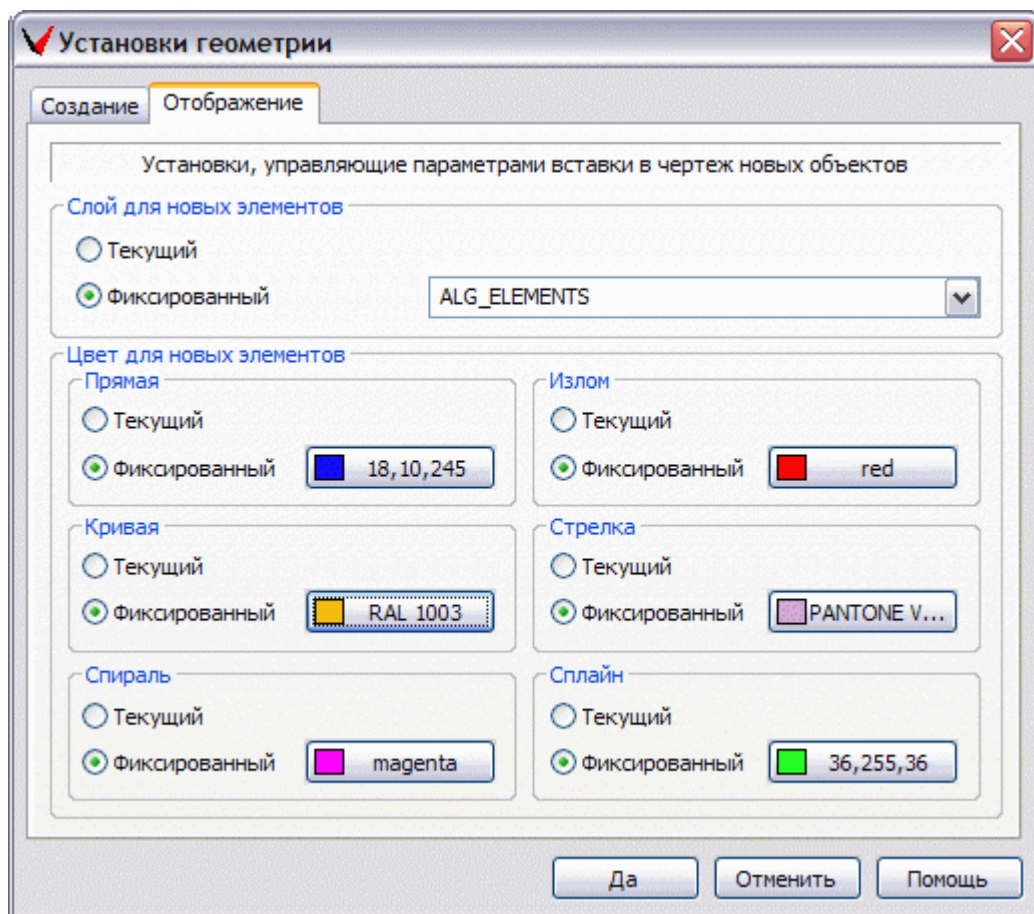 Установки геометрии
Создание
Отображение
Установки, управляющие параметрами вставки в чертеж новых объектов
Слой для новых элементов
Текущий
Фиксированный
ALG_ELEMENTS
Цвет для новых элементов
Прямая
Текущий
Фиксированный
18,10,245
Излом
Текущий
Фиксированный
red
Кривая
Текущий
Фиксированный
RAL 1003
Стрелка
Текущий
Фиксированный
PANTONE V...
Спираль
Текущий
Фиксированный
magenta
Сплайн
Текущий
Фиксированный
36,255,36
Да
Отменить
Помощь